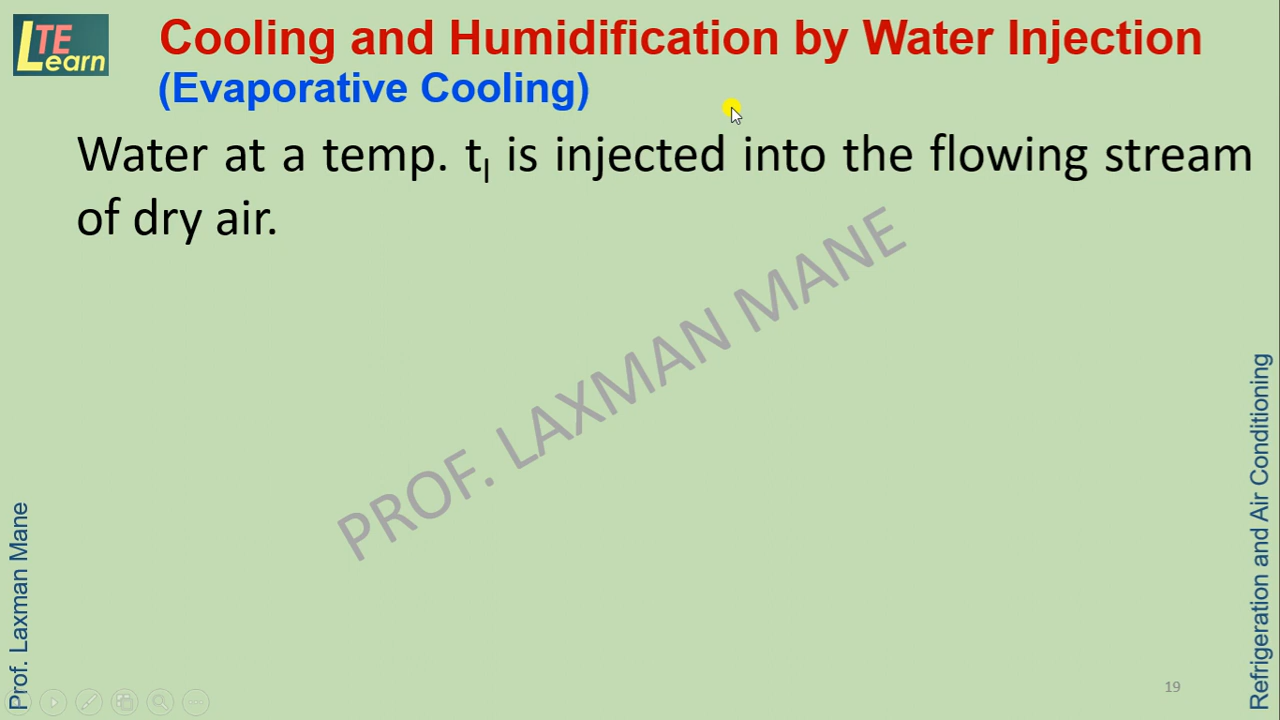 LTE Learn
Cooling and Humidification by Water Injection
(Evaporative Cooling)
Water at a temp. tl is injected into the flowing stream
of dry air.
PROF. LAXMAN MANE
Prof. Laxman Mane
Refrigeration and Air Conditioning
19